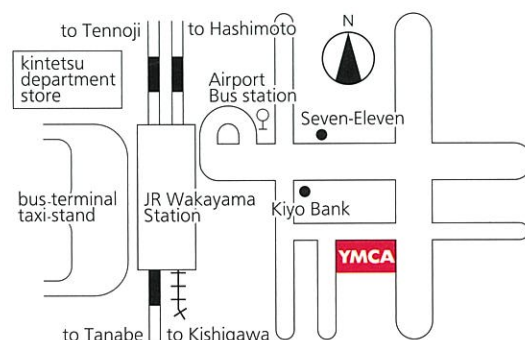 to Tennoji
to Hashimoto
N
kintetsu
department
store
Airport
Bus station
Seven-Eleven
bus-terminal
taxi-stand
JR Wakayama
Station
Kiyo Bank
YMCA
to Tanabe
to Kishigawa